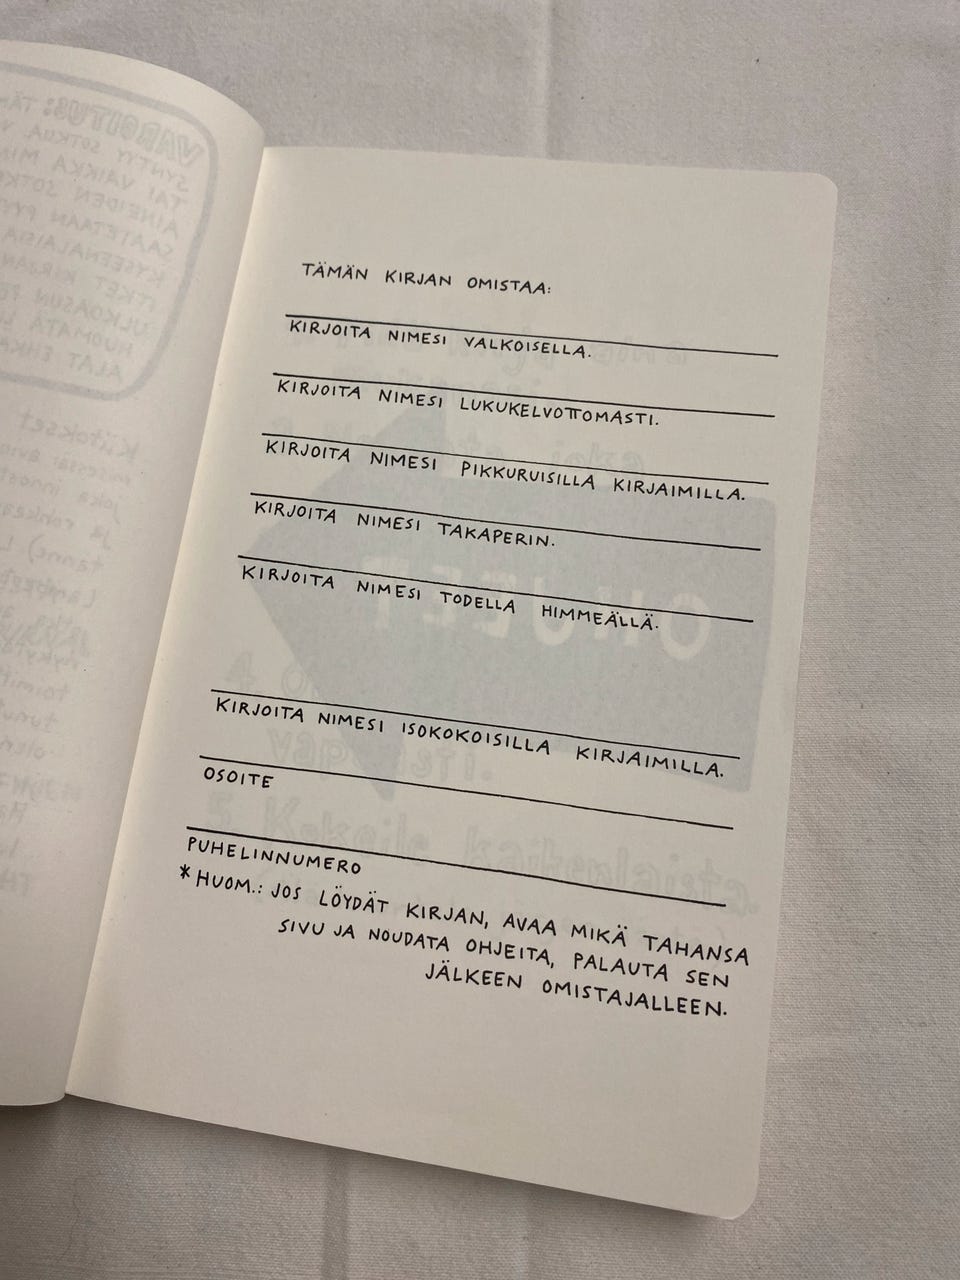 TÄMÄN KIRJAN OMISTAA:
KIRJOITA NIMESI VALKOISELLA.
KIRJOITA NIMESI LUKUKELVOTTOMASTI.
KIRJOITA NIMESI PIKKURUISILLA KIRJAIMILLA.
KIRJOITA NIMESI TAKAPERIN.
KIRJOITA NIMESI TODELLA HIMMEÄLLÄ.
KIRJOITA NIMESI ISOKOKOISILLA KIRJAIMILLA.
OSOITE
PUHELINNUMERO
*HUOM.: JOS LÖYDÄT KIRJAN, AVAA MIKÄ TAHANSA
SIVU JA NOUDATA OHJEITA, PALAUTA SEN
JÄLKEEN OMISTAJALLEEN.